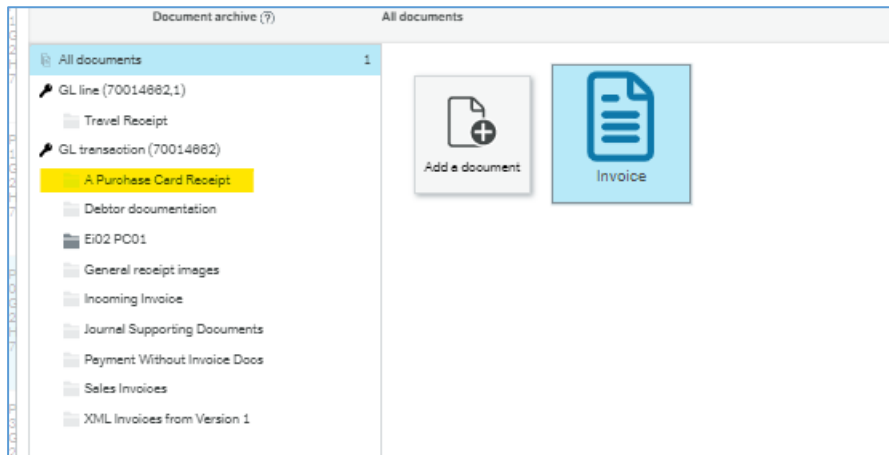 Document archive (?)
All documents
All documents 1
GL line (70014662,1)
Travel Receipt
GL transaction (70014662)
A Purchase Card Receipt
Debtor documentation
Ei02 PC01
General receipt images
Incoming Invoice
Journal Supporting Documents
Payment Without Invoice Docs
Sales Invoices
XML Invoices from Version 1
Add a document
Invoice